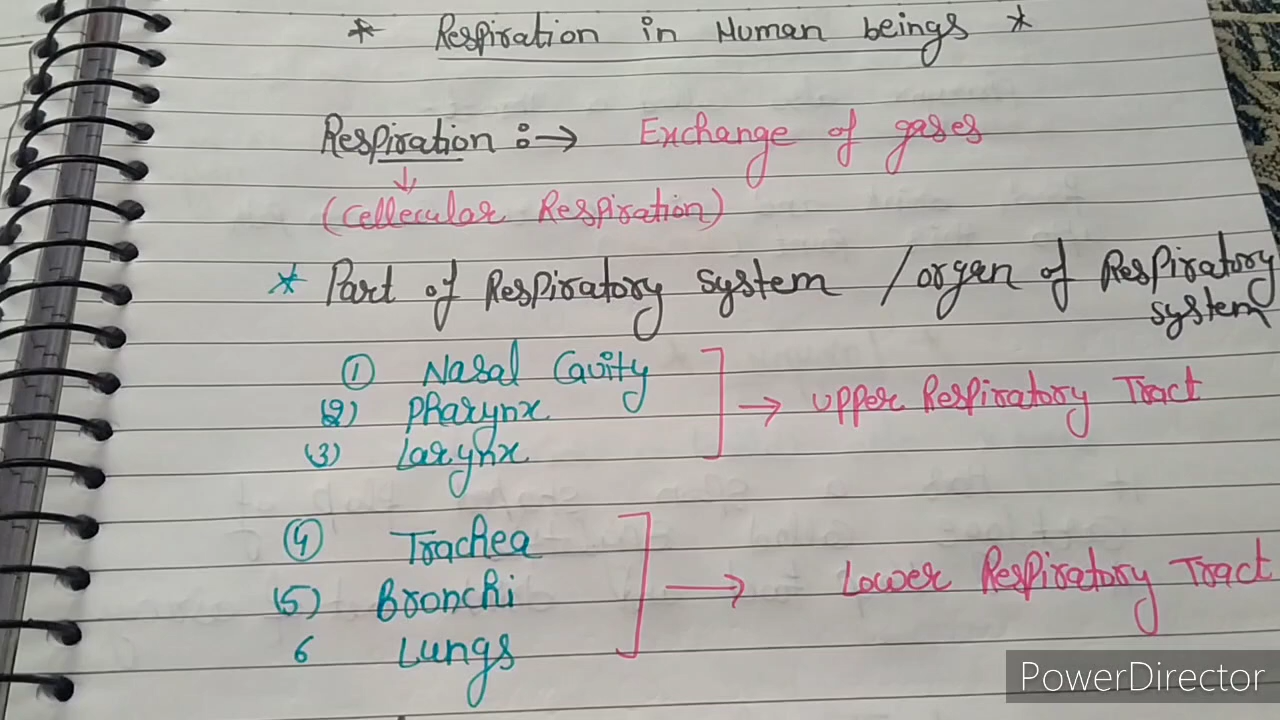 * Respiration in Human beings *
Respiration :→ Exchange of gases
↓
(Cellecular Respiration)
* Part of Respiratory system / organ of Respiratory
system
① Nasal Cavity
(2) Pharynx → upper Respiratory Tract
(3) Larynx
④ Trachea
(5) Bronchi → Lower Respiratory Tract
6 Lungs
PowerDirector